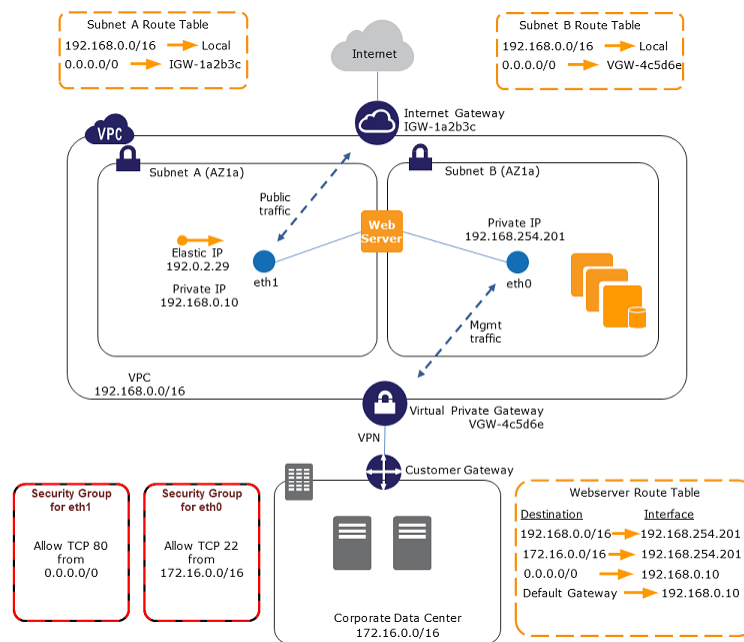 Subnet A Route Table
192.168.0.0/16 Local
0.0.0.0/0 IGW-1a2b3c
Subnet B Route Table
192.168.0.0/16 Local
0.0.0.0/0 VGW-4c5d6e
Internet
Internet Gateway
IGW-1a2b3c
VPC
Subnet A (AZ1a)
Subnet B (AZ1a)
Public
traffic
Web
Server
Private IP
192.168.254.201
Elastic IP
192.0.2.29
eth1
eth0
Private IP
192.168.0.10
Mgmt
traffic
VPC
192.168.0.0/16
Virtual Private Gateway
VGW-4c5d6e
VPN
Customer Gateway
Security Group
for eth1
Allow TCP 80
from
0.0.0.0/0
Security Group
for eth0
Allow TCP 22
from
172.16.0.0/16
Corporate Data Center
172.16.0.0/16
Webserver Route Table
Destination Interface
192.168.0.0/16 192.168.254.201
172.16.0.0/16 192.168.254.201
0.0.0.0/0 192.168.0.10
Default Gateway 192.168.0.10